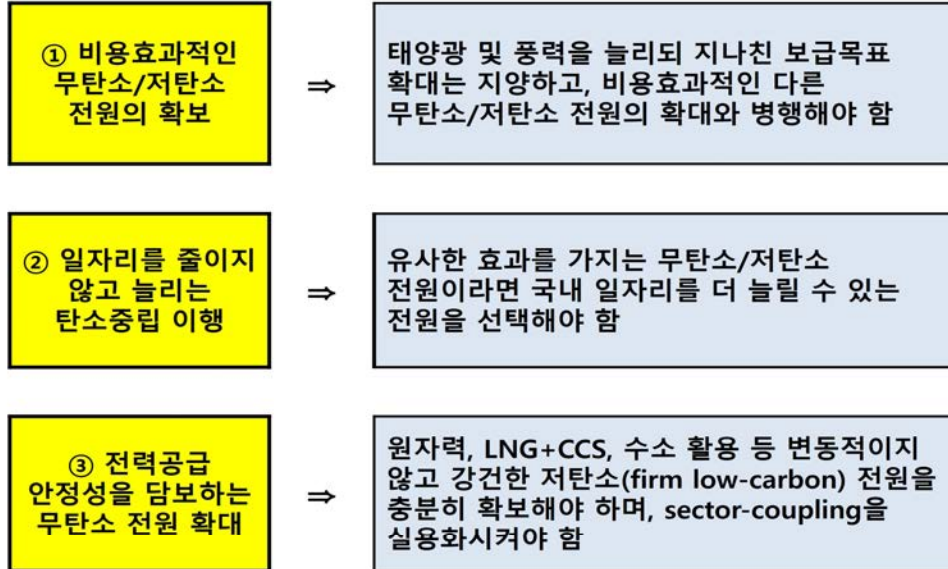 ① 비용효과적인
무탄소/저탄소
전원의 확보
⇒
태양광 및 풍력을 늘리되 지나친 보급목표
확대는 지양하고, 비용효과적인 다른
무탄소/저탄소 전원의 확대와 병행해야 함
② 일자리를 줄이지
않고 늘리는
탄소중립 이행
⇒
유사한 효과를 가지는 무탄소/저탄소
전원이라면 국내 일자리를 더 늘릴 수 있는
전원을 선택해야 함
③ 전력공급
안정성을 담보하는
무탄소 전원 확대
⇒
원자력, LNG+CCS, 수소 활용 등 변동적이지
않고 강건한 저탄소(firm low-carbon) 전원을
충분히 확보해야 하며, sector-coupling을
실용화시켜야 함